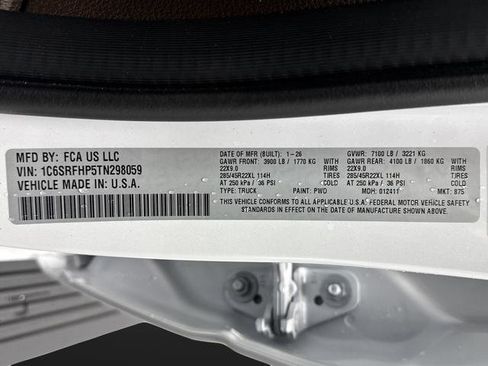 MFD BY: FCA US LLC
VIN: 1C6SRFHP5TN298059
VEHICLE MADE IN U.S.A.
DATE OF MFR (BUILT): 1-26 GVWR: 7100 LB / 3221 KG
GAWR FRONT: 3900 LB / 1770 KG GAWR REAR: 4100 LB / 1860 KG
22X9.0 RIMS 22X9.0 RIMS
285/45R22XL 114H TIRES 285/45R22XL 114H TIRES
AT 250 kPa / 36 PSI AT 250 kPa / 36 PSI
TYPE: TRUCK PAINT: PWD MDH: 012411 MKT: 875
THIS VEHICLE CONFORMS TO ALL APPLICABLE U.S.A. FEDERAL MOTOR VEHICLE SAFETY
BUMPER AND THEFT PREVENTION STANDARDS IN EFFECT ON THE DATE OF MANUFACTURE SHOWN ABOVE